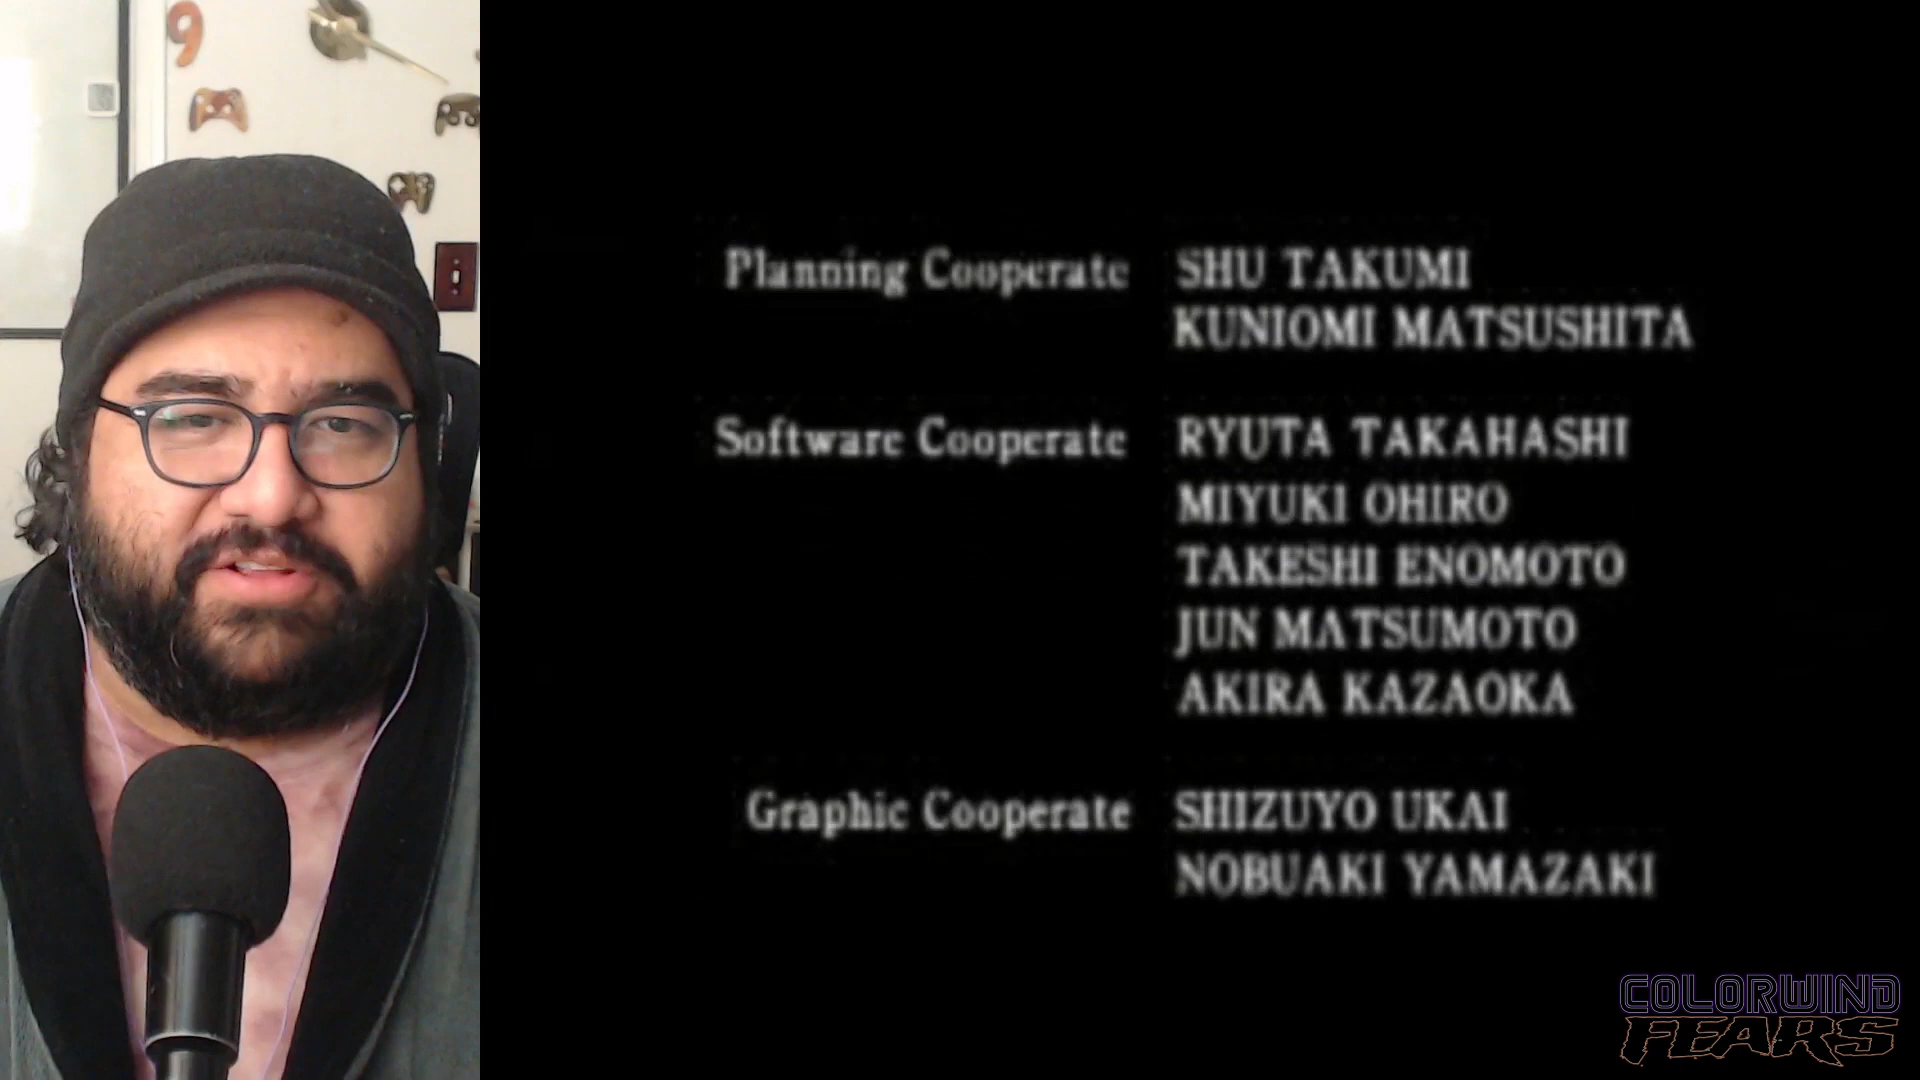 9
Planning Cooperate SHU TAKUMI
KUNIOMI MATSUSHITA
Software Cooperate RYUTA TAKAHASHI
MIYUKI OHIRO
TAKESHI ENOMOTO
JUN MATSUMOTO
AKIRA KAZAOKA
Graphic Cooperate SHIZUYO UKAI
NOBUAKI YAMAZAKI
COLORWIND
FEARS